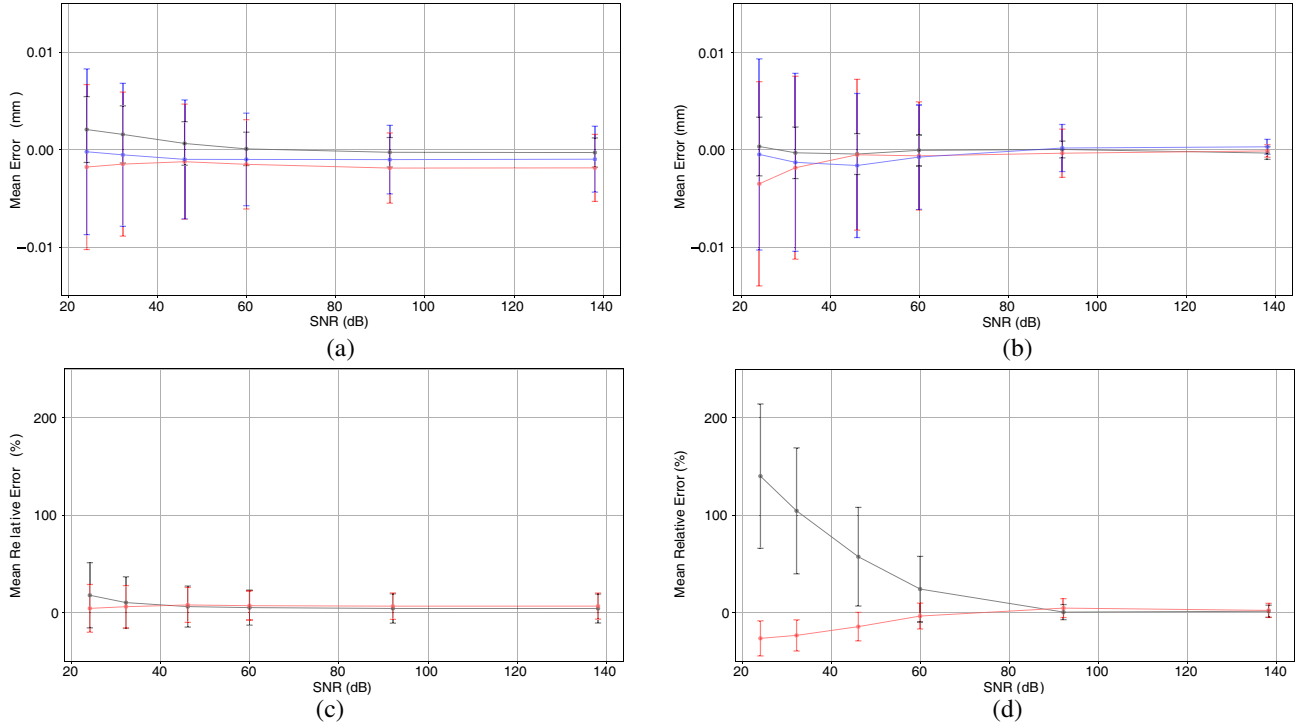 0.01
0.00
−0.01
Mean Error (mm)
20 40 60 80 100 120 140
SNR (dB)
(a)
0.01
0.00
−0.01
Mean Error (mm)
20 40 60 80 100 120 140
SNR (dB)
(b)
200
100
0
Mean Relative Error (%)
20 40 60 80 100 120 140
SNR (dB)
(c)
200
100
0
Mean Relative Error (%)
20 40 60 80 100 120 140
SNR (dB)
(d)